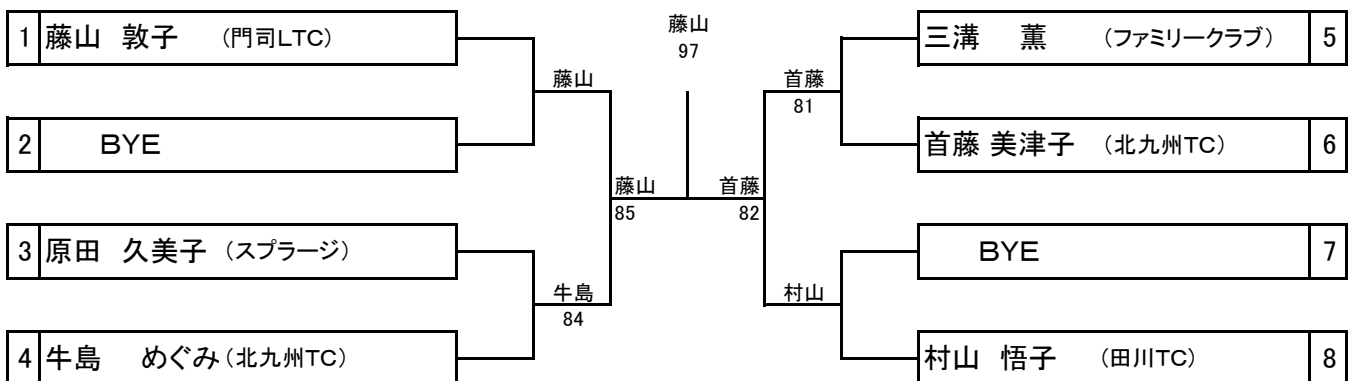 藤山
97
1 藤山 敦子 (門司LTC)
三溝 薫 (ファミリークラブ) 5
藤山
首藤
81
2 BYE
首藤 美津子 (北九州TC) 6
藤山
85
首藤
82
3 原田 久美子 (スプラージ)
BYE 7
牛島
84
村山
4 牛島 めぐみ (北九州TC)
村山 悟子 (田川TC) 8